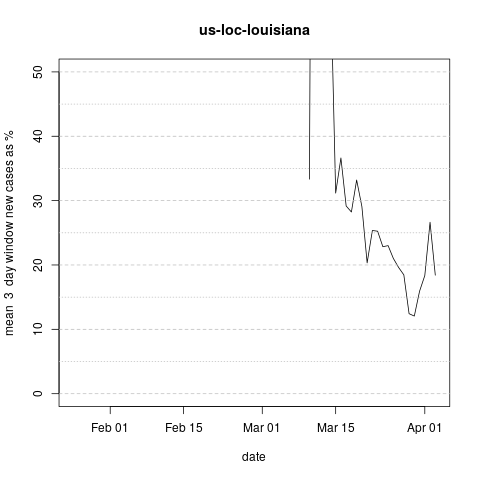 us-loc-louisiana
mean 3 day window new cases as %
50
40
30
20
10
0
Feb 01 Feb 15 Mar 01 Mar 15 Apr 01
date